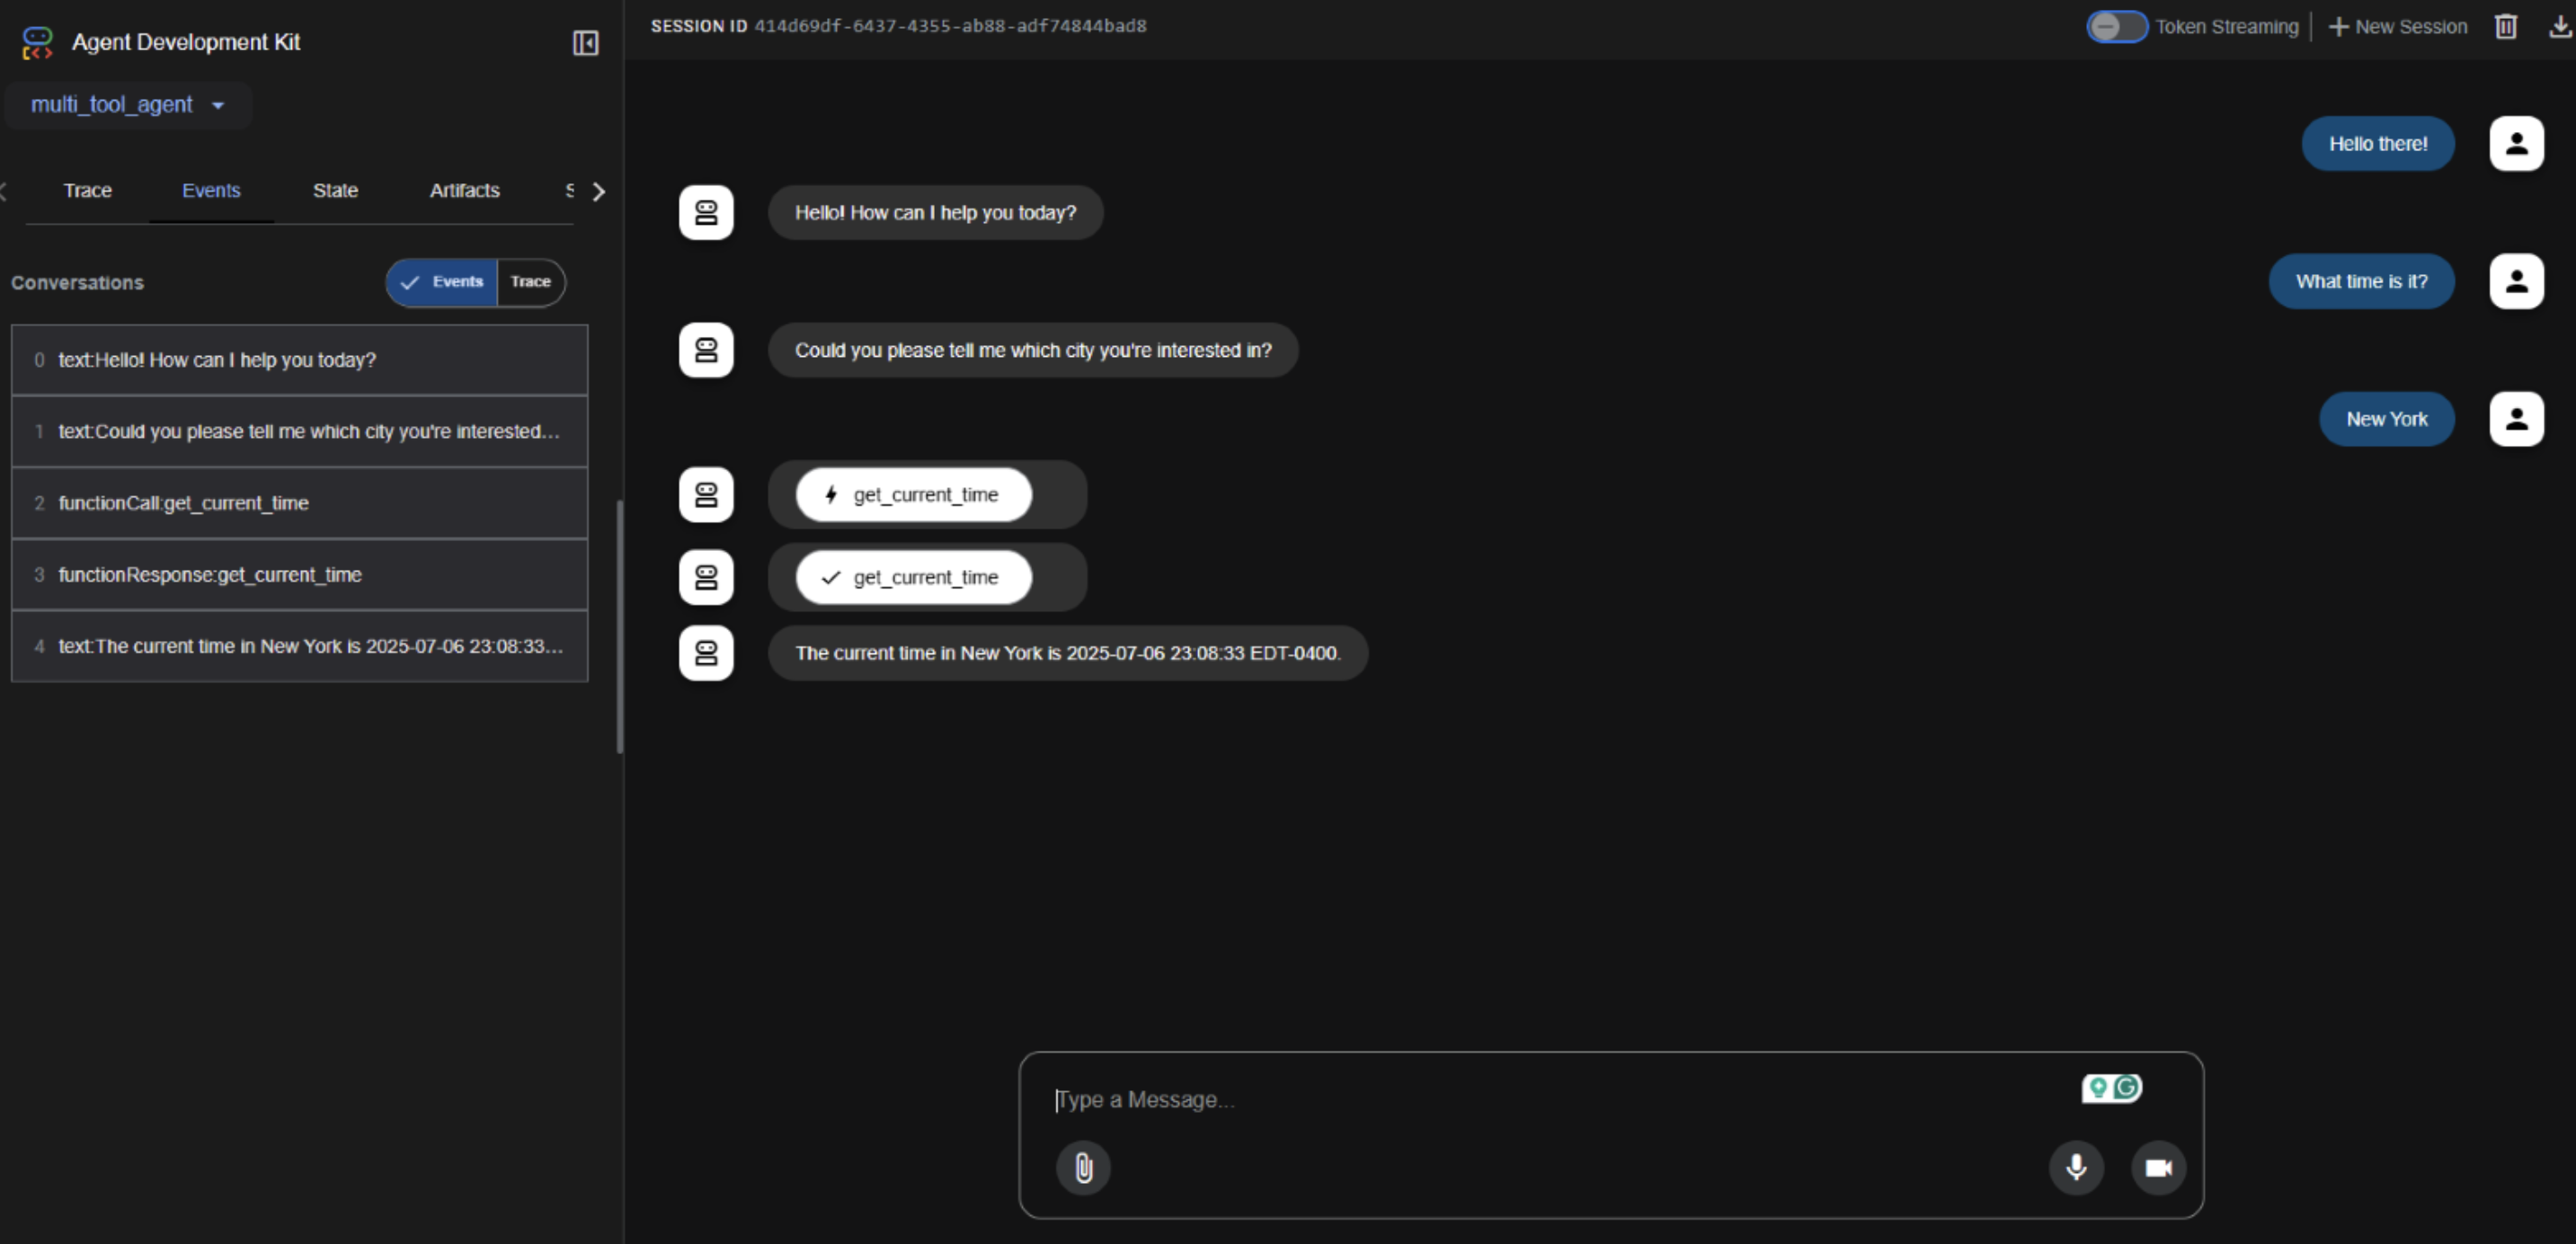 Agent Development Kit
multi_tool_agent
Trace Events State Artifacts
Conversations
Events Trace
0 text:Hello! How can I help you today?
1 text:Could you please tell me which city you're interested...
2 functionCall:get_current_time
3 functionResponse:get_current_time
4 text:The current time in New York is 2025-07-06 23:08:33...
SESSION ID 414d69df-6437-4355-ab88-adf74844bad8
Token Streaming
New Session
Hello there!
Hello! How can I help you today?
What time is it?
Could you please tell me which city you're interested in?
New York
get_current_time
get_current_time
The current time in New York is 2025-07-06 23:08:33 EDT-0400.
Type a Message...